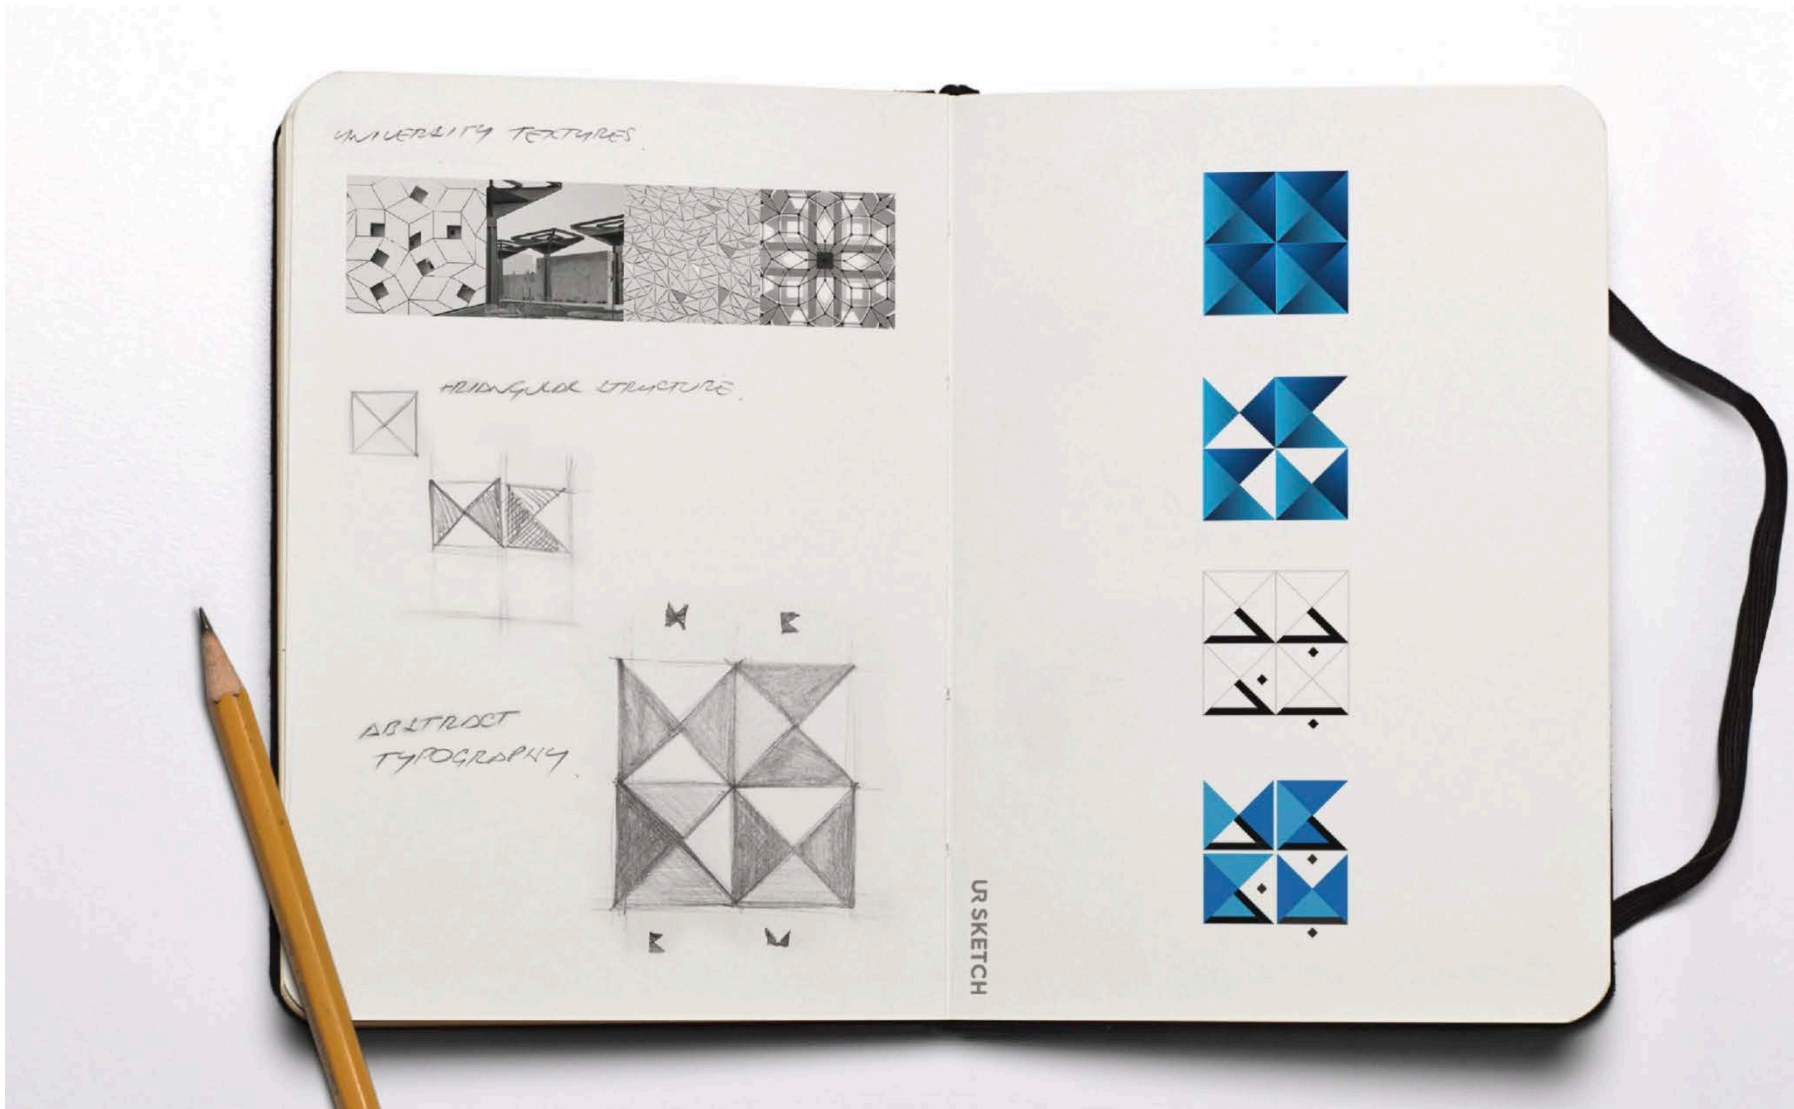 UNIVERSITY TEXTURES.
TRIANGULAR STRUCTURE.
ABSTRACT
TYPOGRAPHY.
UR SKETCH